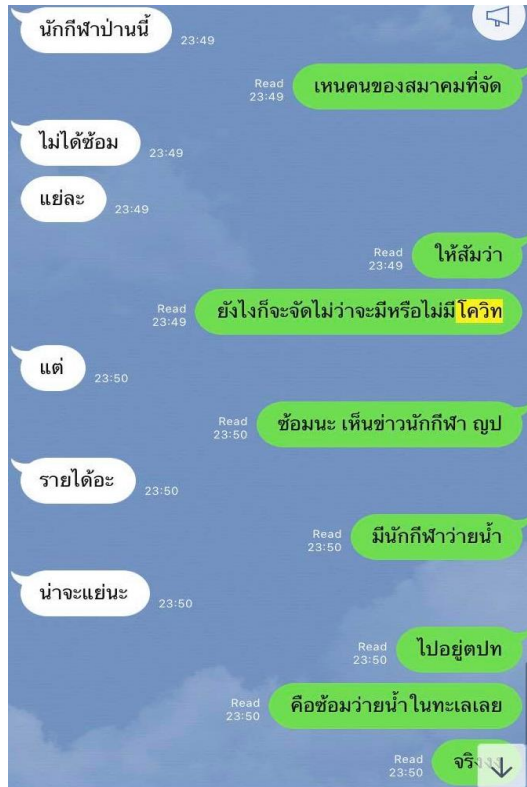 นักกีฬาป่านนี้
23:49
Read
23:49
เหนคนของสมาคมที่จัด
ไม่ได้ซ้อม
23:49
แย่ละ
23:49
Read
23:49
ให้สัมว่า
Read
23:49
ยังไงก็จะจัดไม่ว่าจะมีหรือไม่มีโควิท
แต่
23:50
Read
23:50
ซ้อมนะ เห็นข่าวนักกีฬา ญป
รายได้อะ
23:50
Read
23:50
มีนักกีฬาว่ายน้ำ
น่าจะแย่นะ
23:50
Read
23:50
ไปอยู่ตปท
Read
23:50
คือซ้อมว่ายน้ำในทะเลเลย
Read
23:50